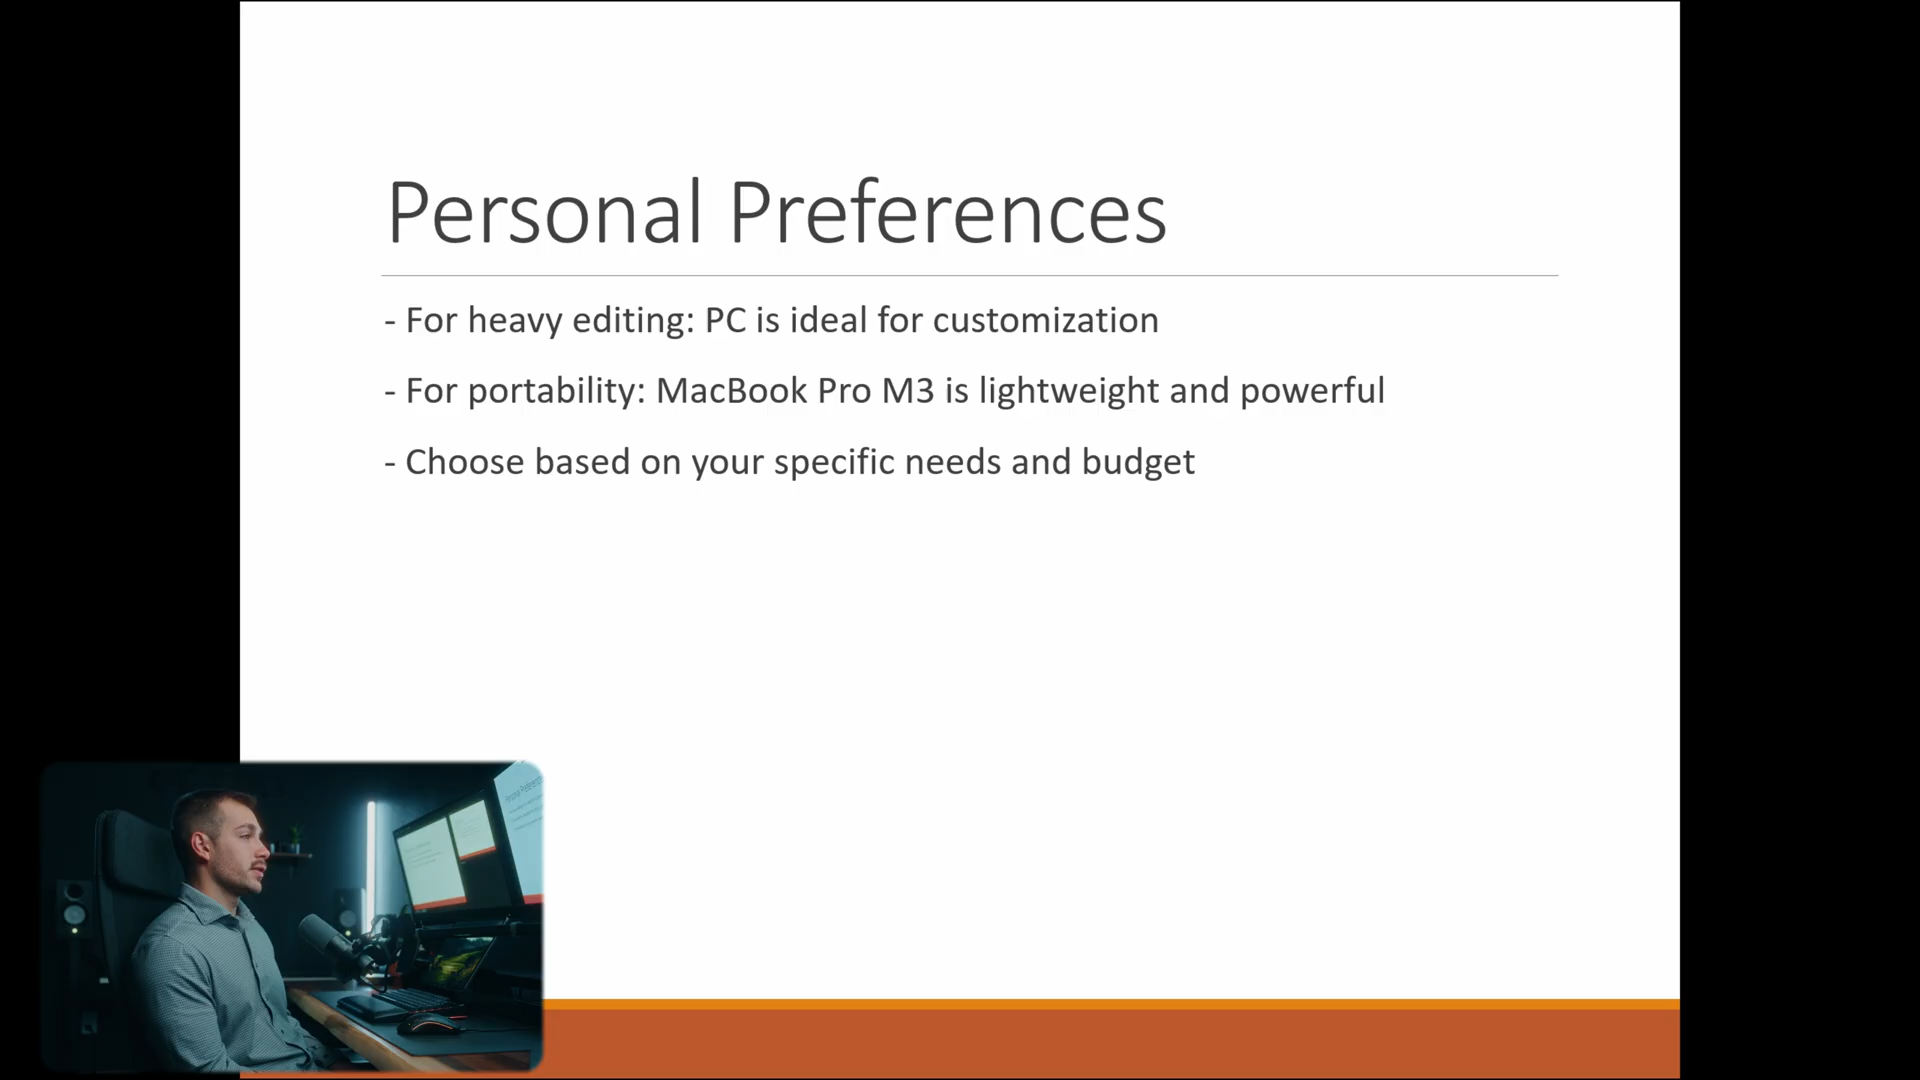 Personal Preferences
- For heavy editing: PC is ideal for customization
- For portability: MacBook Pro M3 is lightweight and powerful
- Choose based on your specific needs and budget